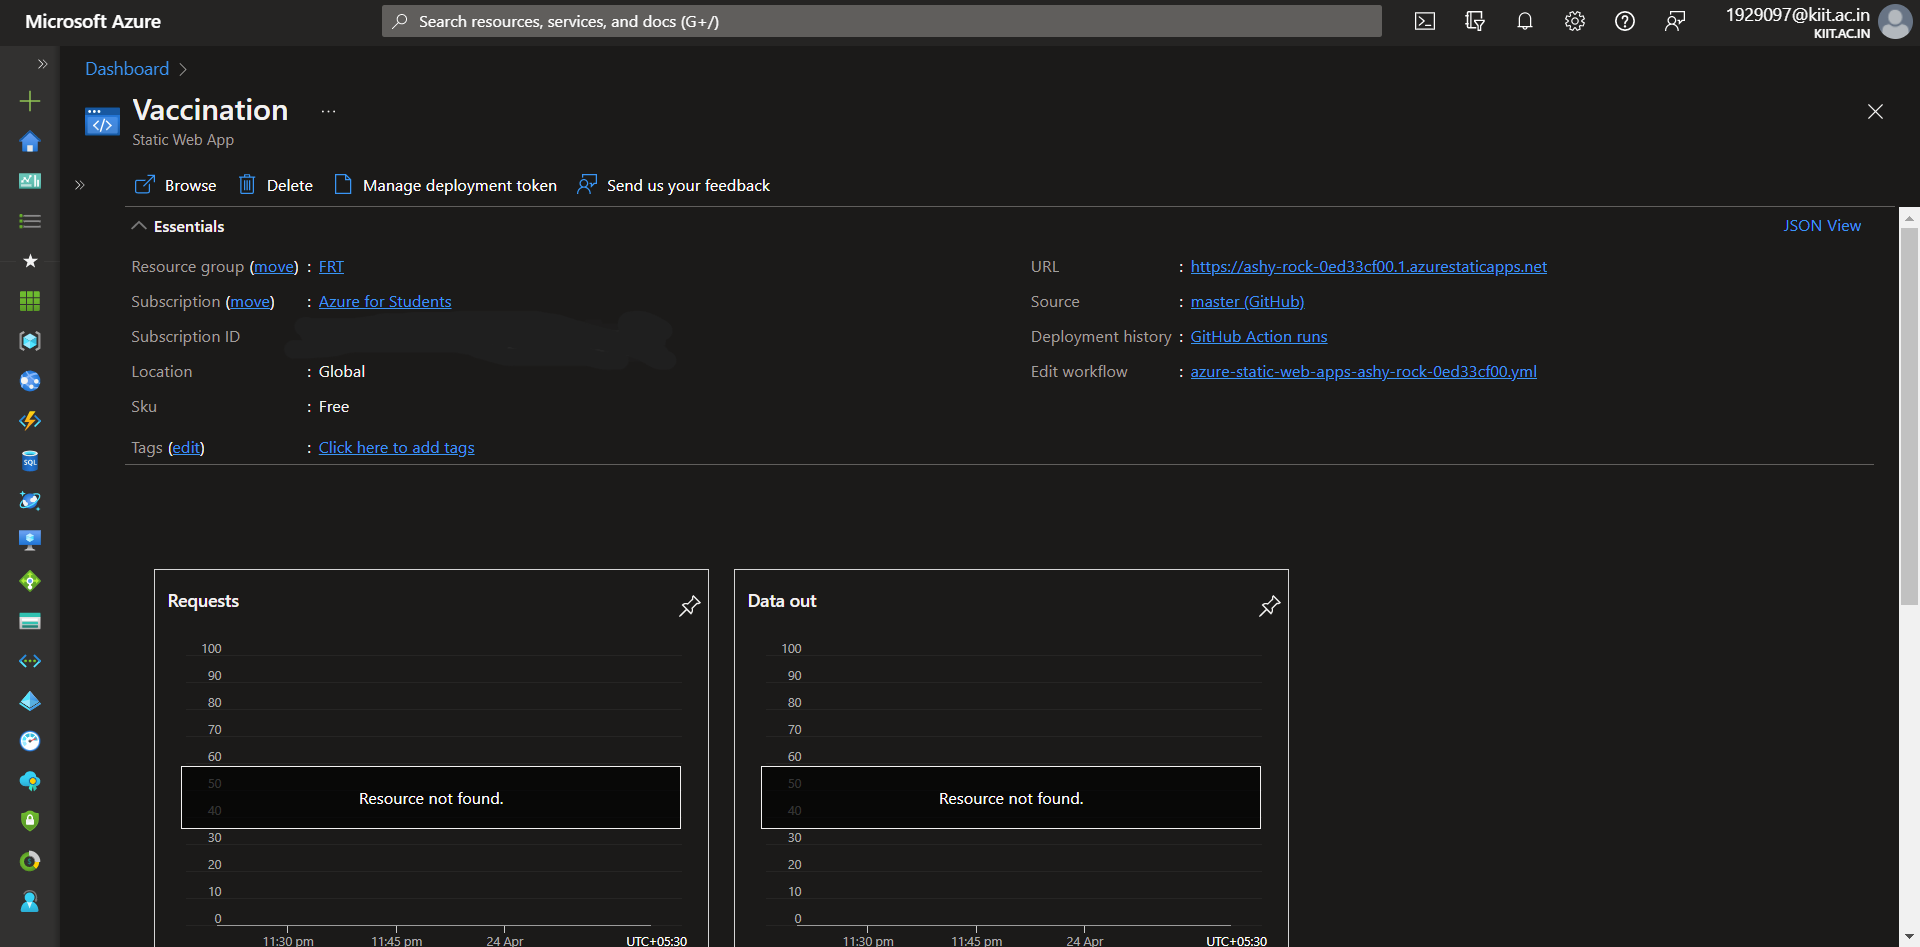 Microsoft Azure
Search resources, services, and docs (G+/)
1929097@kiit.ac.in
KIIT.AC.IN
Dashboard
Vaccination ...
Static Web App
Browse Delete Manage deployment token Send us your feedback
Essentials
JSON View
Resource group (move) : FRT
Subscription (move) : Azure for Students
Subscription ID
Location : Global
Sku : Free
Tags (edit) : Click here to add tags
URL : https://ashy-rock-0ed33cf00.1.azurestaticapps.net
Source : master (GitHub)
Deployment history : GitHub Action runs
Edit workflow : azure-static-web-apps-ashy-rock-0ed33cf00.yml
SQL
Requests
100
90
80
70
60
50
Resource not found.
40
30
20
10
0
11:30 pm 11:45 pm 24 Apr UTC+05:30
Data out
100
90
80
70
60
50
Resource not found.
40
30
20
10
0
11:30 pm 11:45 pm 24 Apr UTC+05:30